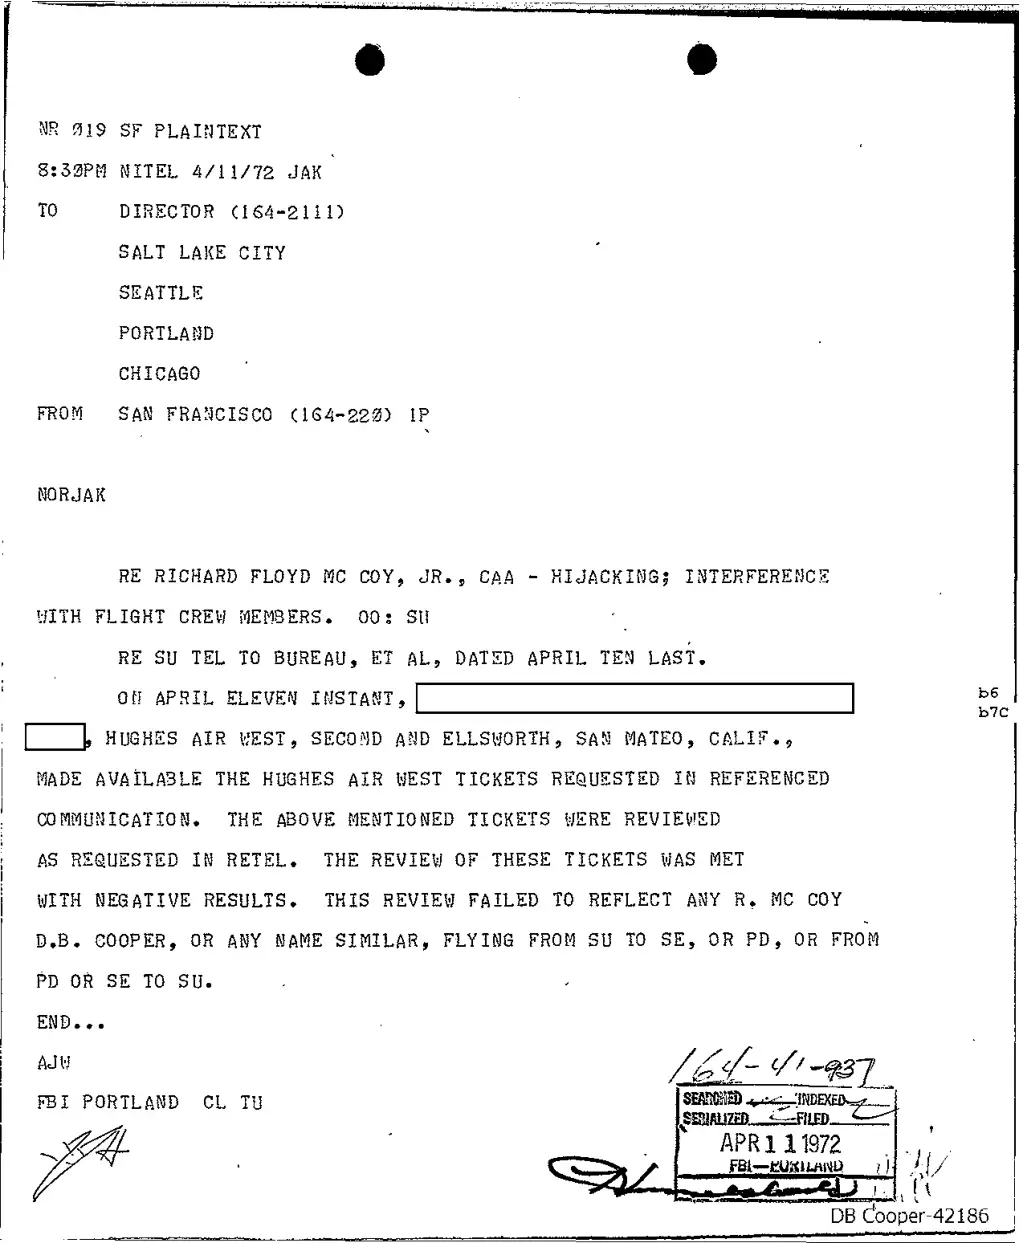 NR 019 SF PLAINTEXT
8:30PM NITEL 4/11/72 JAK
TO DIRECTOR (164-2111)
SALT LAKE CITY
SEATTLE
PORTLAND
CHICAGO
FROM SAN FRANCISCO (164-220) 1P
NORJAK
RE RICHARD FLOYD MC COY, JR., CAA - HIJACKING; INTERFERENCE
WITH FLIGHT CREW MEMBERS. OO: SU
RE SU TEL TO BUREAU, ET AL, DATED APRIL TEN LAST.
ON APRIL ELEVEN INSTANT,
b6
b7C
, HUGHES AIR WEST, SECOND AND ELLSWORTH, SAN MATEO, CALIF.,
MADE AVAILABLE THE HUGHES AIR WEST TICKETS REQUESTED IN REFERENCED
COMMUNICATION. THE ABOVE MENTIONED TICKETS WERE REVIEWED
AS REQUESTED IN RETEL. THE REVIEW OF THESE TICKETS WAS MET
WITH NEGATIVE RESULTS. THIS REVIEW FAILED TO REFLECT ANY R. MC COY
D.B. COOPER, OR ANY NAME SIMILAR, FLYING FROM SU TO SE, OR PD, OR FROM
PD OR SE TO SU.
END...
AJW
FBI PORTLAND CL TU
164-41-937
SEARCHED INDEXED
SERIALIZED FILED
APR 11 1972
FBI—PORTLAND
DB Cooper-42186